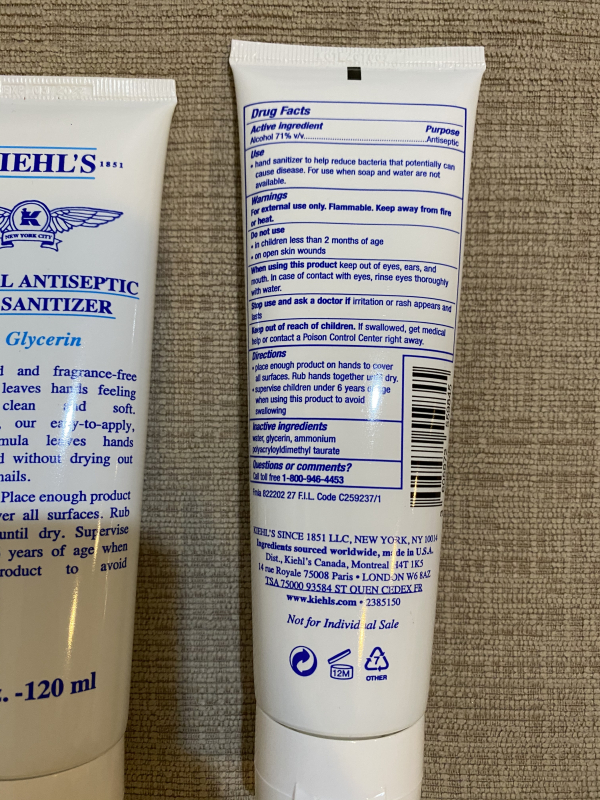 IEHL'S 1851
K
NEW YORK CITY
L ANTISEPTIC
SANITIZER
Glycerin
d and fragrance-free
leaves hands feeling
clean and soft.
, our easy-to-apply,
mula leaves hands
d without drying out
nails.
Place enough product
ver all surfaces. Rub
until dry. Supervise
years of age when
roduct to avoid
z. -120 ml
Drug Facts
Active ingredient Purpose
Alcohol 71% v/v Antiseptic
Use
• hand sanitizer to help reduce bacteria that potentially can
cause disease. For use when soap and water are not
available.
Warnings
For external use only. Flammable. Keep away from fire
or heat.
Do not use
• in children less than 2 months of age
• on open skin wounds
When using this product keep out of eyes, ears, and
mouth. In case of contact with eyes, rinse eyes thoroughly
with water.
Stop use and ask a doctor if irritation or rash appears and
lasts
Keep out of reach of children. If swallowed, get medical
help or contact a Poison Control Center right away.
Directions
• place enough product on hands to cover
all surfaces. Rub hands together until dry.
• supervise children under 6 years of age
when using this product to avoid
swallowing
Inactive ingredients
water, glycerin, ammonium
polyacryloyldimethyl taurate
Questions or comments?
Call toll free 1-800-946-4453
Frmla 822202 27 F.I.L. Code C259237/1
KIEHL'S SINCE 1851 LLC, NEW YORK, NY 10014
Ingredients sourced worldwide, made in U.S.A.
Dist., Kiehl's Canada, Montreal H4T 1K5
14 rue Royale 75008 Paris • LONDON W6 8AZ
TSA 75000 93584 ST QUEN CEDEX FR
www.kiehls.com • 2385150
Not for Individual Sale
12M
7
OTHER